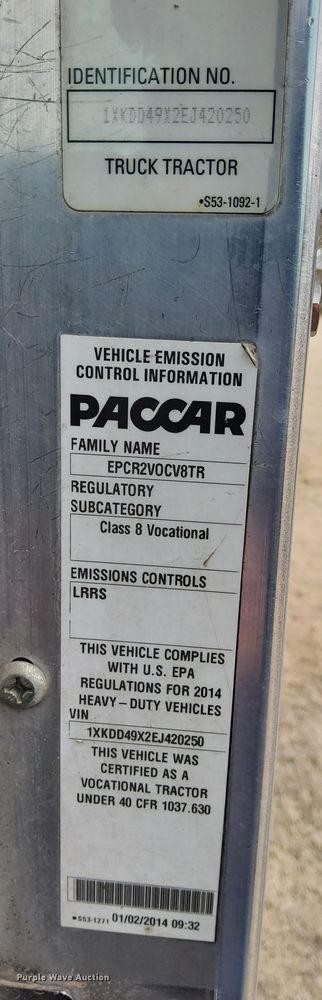 IDENTIFICATION NO.
1XKDD49X2EJ420250
TRUCK TRACTOR
•S53-1092-1
VEHICLE EMISSION
CONTROL INFORMATION
PACCAR
FAMILY NAME
EPCR2VOCV8TR
REGULATORY
SUBCATEGORY
Class 8 Vocational
EMISSIONS CONTROLS
LRRS
THIS VEHICLE COMPLIES
WITH U.S. EPA
REGULATIONS FOR 2014
HEAVY-DUTY VEHICLES
VIN
1XKDD49X2EJ420250
THIS VEHICLE WAS
CERTIFIED AS A
VOCATIONAL TRACTOR
UNDER 40 CFR 1037.630
•S53-1271 01/02/2014 09:32
Purple Wave Auction